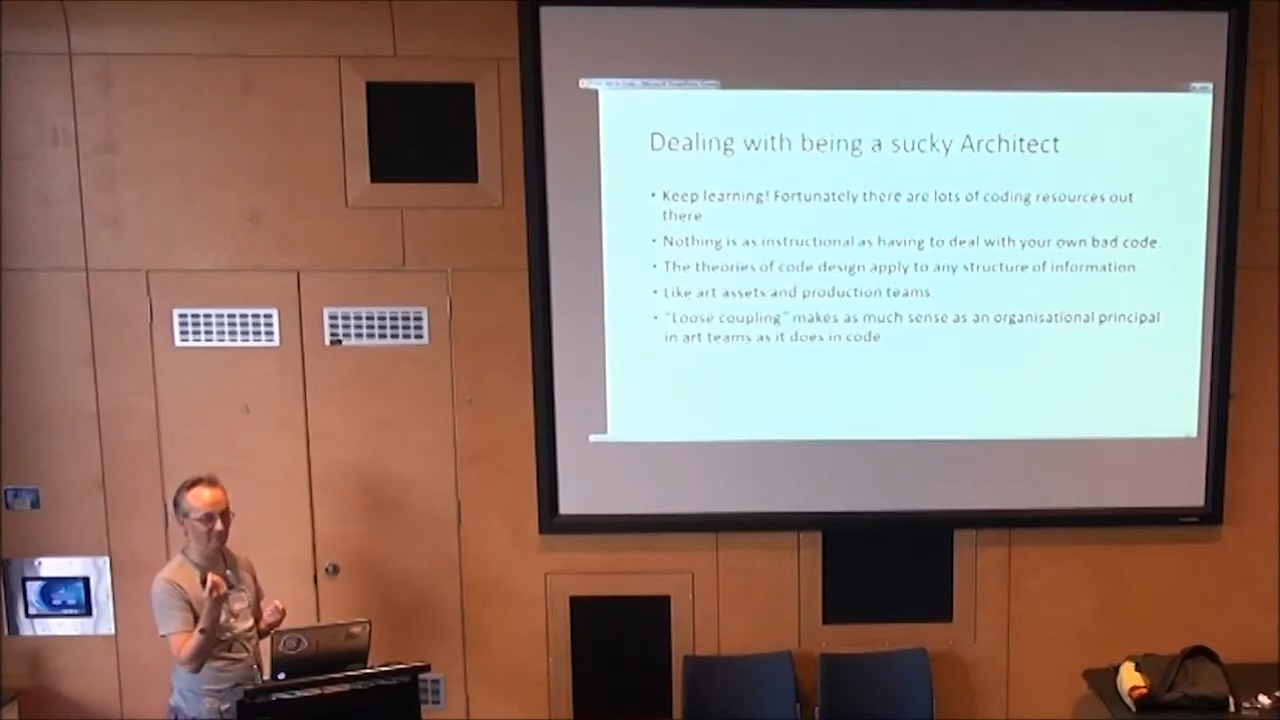 Dealing with being a sucky Architect
• Keep learning! Fortunately there are lots of coding resources out
there
• Nothing is as instructional as having to deal with your own bad code.
• The theories of code design apply to any structure of information.
• Like art assets and production teams.
• "Loose coupling" makes as much sense as an organisational principal
in art teams as it does in code